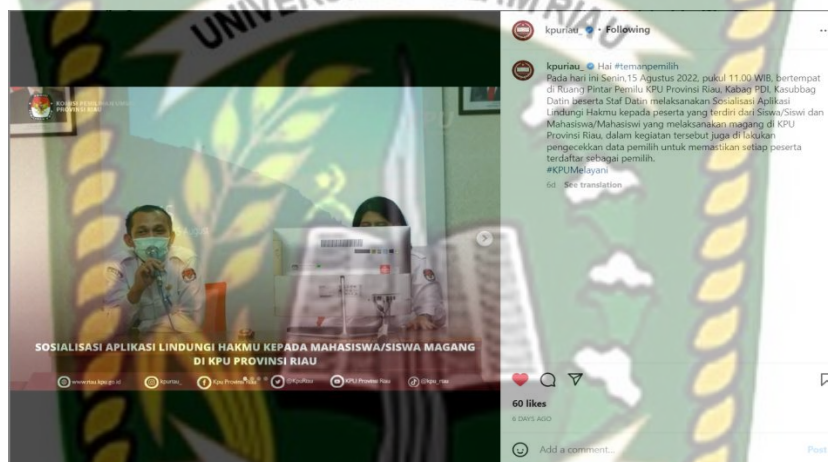 UNIVERS AM RIAU
KOMISI PEMILIHAN UMUM
PROVINSI RIAU
SOSIALISASI APLIKASI LINDUNGI HAKMU KEPADA MAHASISWA/SISWA MAGANG
DI KPU PROVINSI RIAU
www.riau.kpu.go.id kpuriau_ Kpu Provinsi Riau @KpuRiau KPU Provinsi Riau @kpu_riau
kpuriau_ • Following
kpuriau_ Hai #temanpemilih
Pada hari ini Senin,15 Agustus 2022, pukul 11.00 WIB, bertempat
di Ruang Pintar Pemilu KPU Provinsi Riau, Kabag PDI, Kasubbag
Datin beserta Staf Datin melaksanakan Sosialisasi Aplikasi
Lindungi Hakmu kepada peserta yang terdiri dari Siswa/Siswi dan
Mahasiswa/Mahasiswi yang melaksanakan magang di KPU
Provinsi Riau, dalam kegiatan tersebut juga di lakukan
pengecekkan data pemilih untuk memastikan setiap peserta
terdaftar sebagai pemilih.
#KPUMelayani
6d See translation
60 likes
6 DAYS AGO
Add a comment...
Post